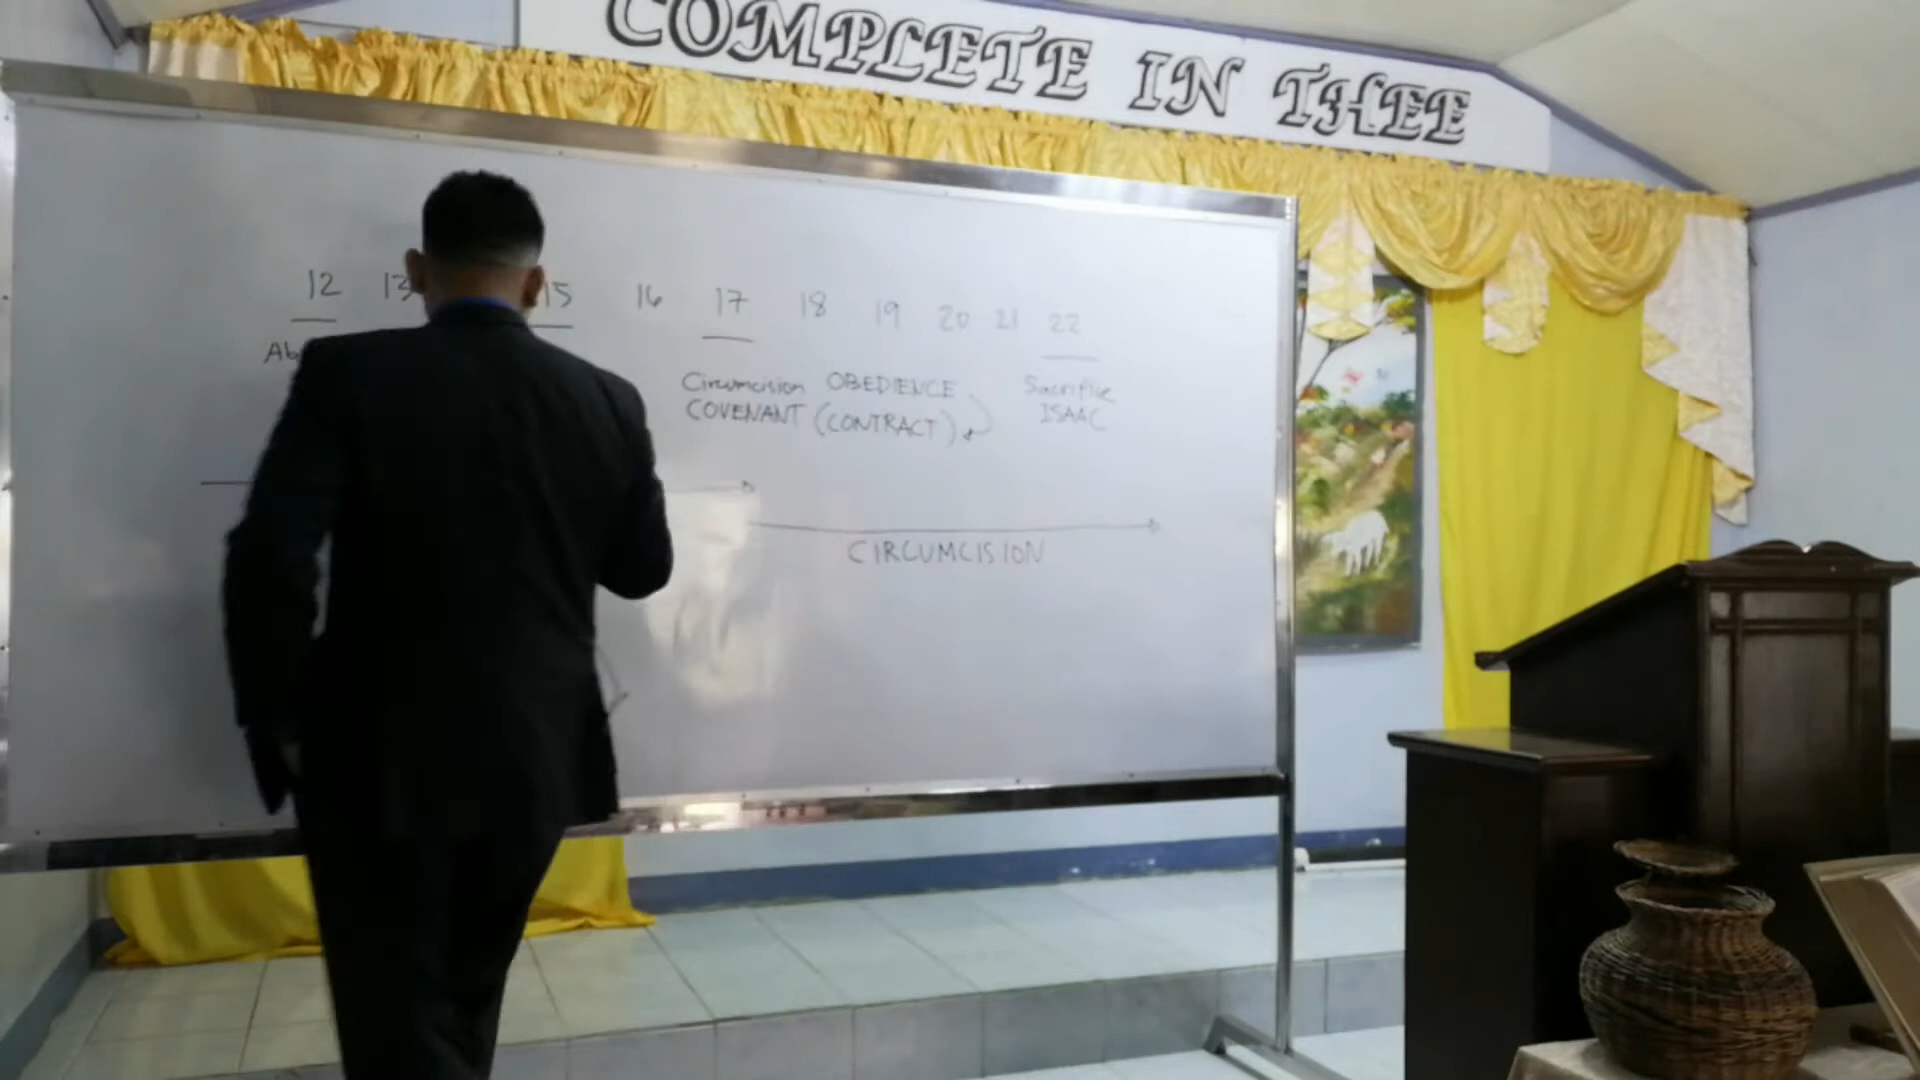 COMPLETE IN THEE
12 13 15 16 17 18 19 20 21 22
Circumcision OBEDIENCE Sacrifice
COVENANT (CONTRACT) ISAAC
CIRCUMCISION